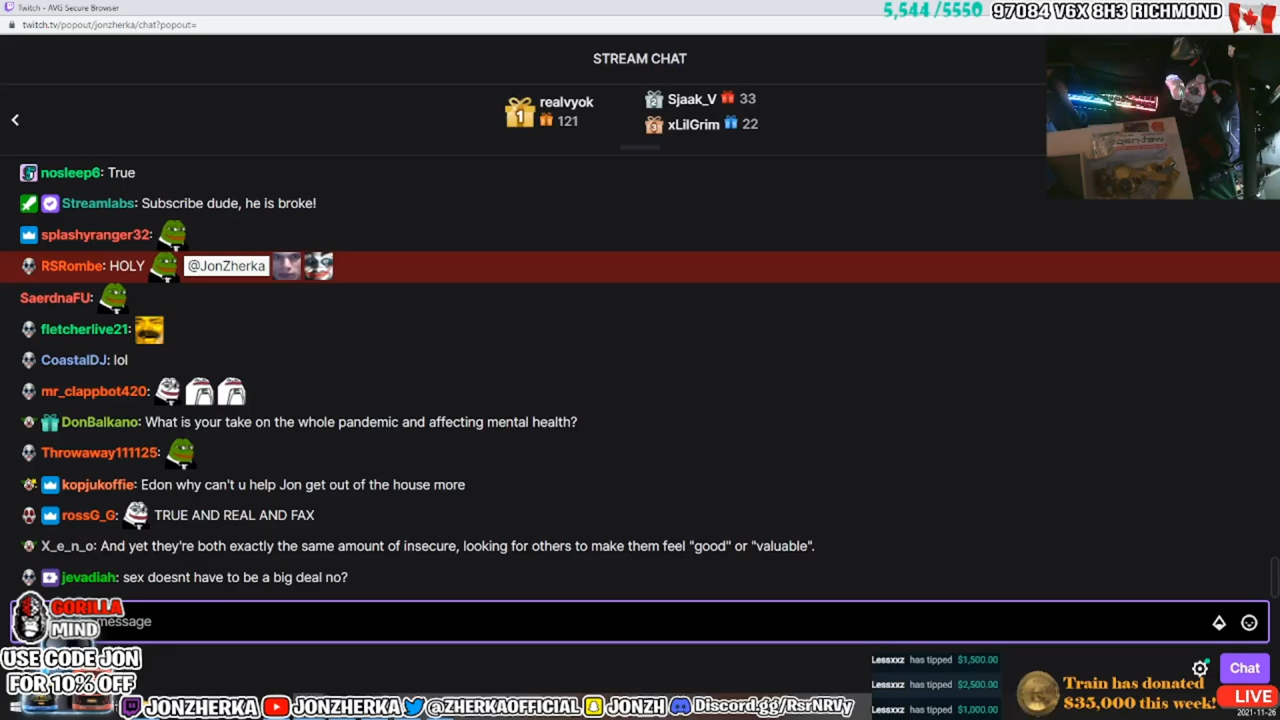 Twitch - AVG Secure Browser
twitch.tv/popout/jonzherka/chat?popout=
5,544 /5550 97084 V6X 8H3 RICHMOND
STREAM CHAT
realvyok
121
Sjaak_V 33
xLilGrim 22
nosleep6: True
Streamlabs: Subscribe dude, he is broke!
splashyranger32:
RSRombe: HOLY @JonZherka
SaerdnaFU:
fletcherlive21:
CoastalDJ: lol
mr_clappbot420:
DonBalkano: What is your take on the whole pandemic and affecting mental health?
Throwaway111125:
kopjukoffie: Edon why can't u help Jon get out of the house more
rossG_G: TRUE AND REAL AND FAX
X_e_n_o: And yet they're both exactly the same amount of insecure, looking for others to make them feel "good" or "valuable".
jevadiah: sex doesnt have to be a big deal no?
GORILLA
MIND
message
USE CODE JON
FOR 10% OFF
Lessxxz has tipped $1,500.00
Lessxxz has tipped $2,500.00
Lessxxz has tipped $1,000.00
Chat
Train has donated
$35,000 this week!
LIVE
2021-11-26
JONZHERKA JONZHERKA @ZHERKAOFFICIAL JONZH Discord.gg/RsrNRVy